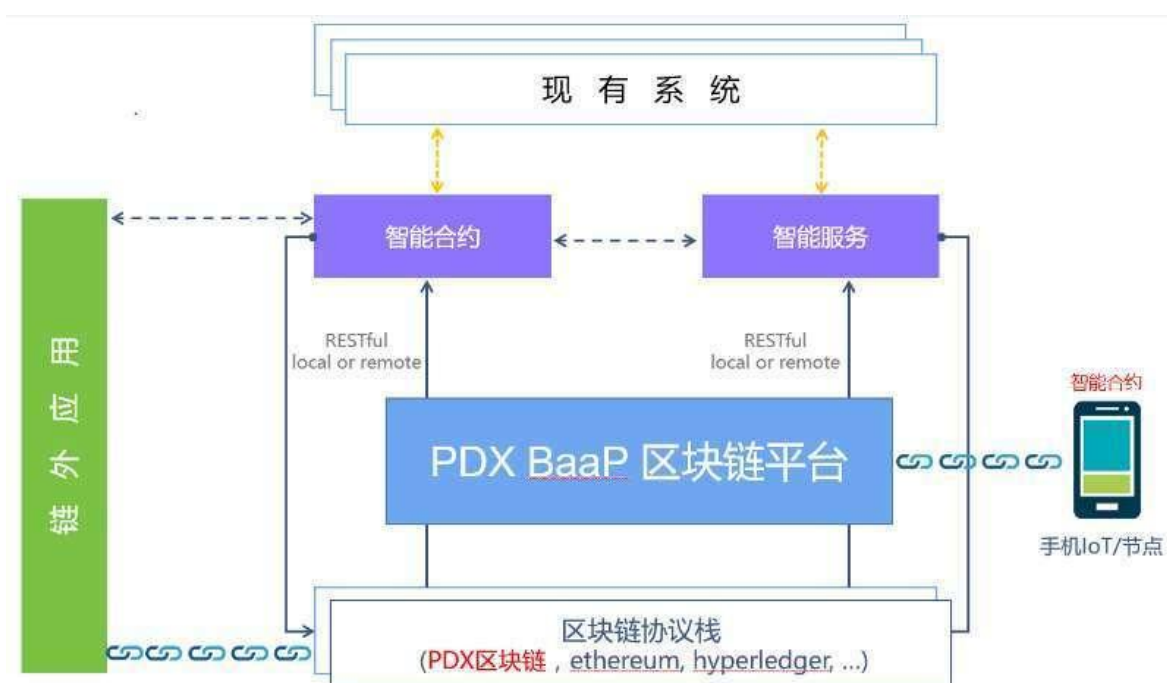 现有系统
智能合约
智能服务
RESTful
local or remote
RESTful
local or remote
链外应用
PDX BaaP 区块链平台
智能合约
手机IoT/节点
区块链协议栈
(PDX区块链，ethereum, hyperledger, ...)